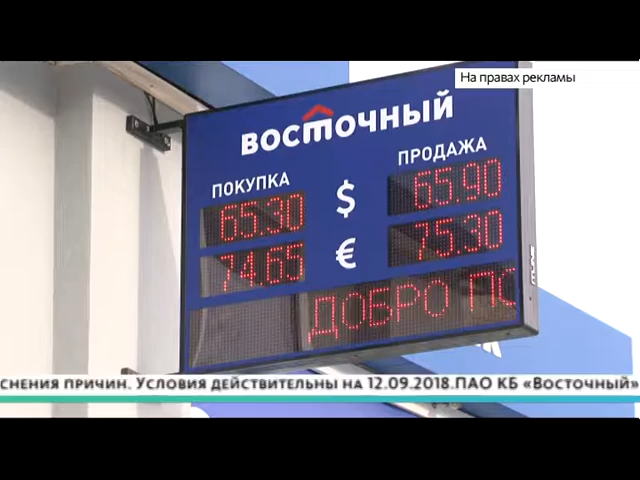 На правах рекламы
ВОСТОЧНЫЙ
ПОКУПКА
ПРОДАЖА
65.30 $ 65.90
74.65 € 75.30
ДОБРО ПО
СНЕНИЯ ПРИЧИН. УСЛОВИЯ ДЕЙСТВИТЕЛЬНЫ НА 12.09.2018.ПАО КБ «ВОСТОЧНЫЙ»